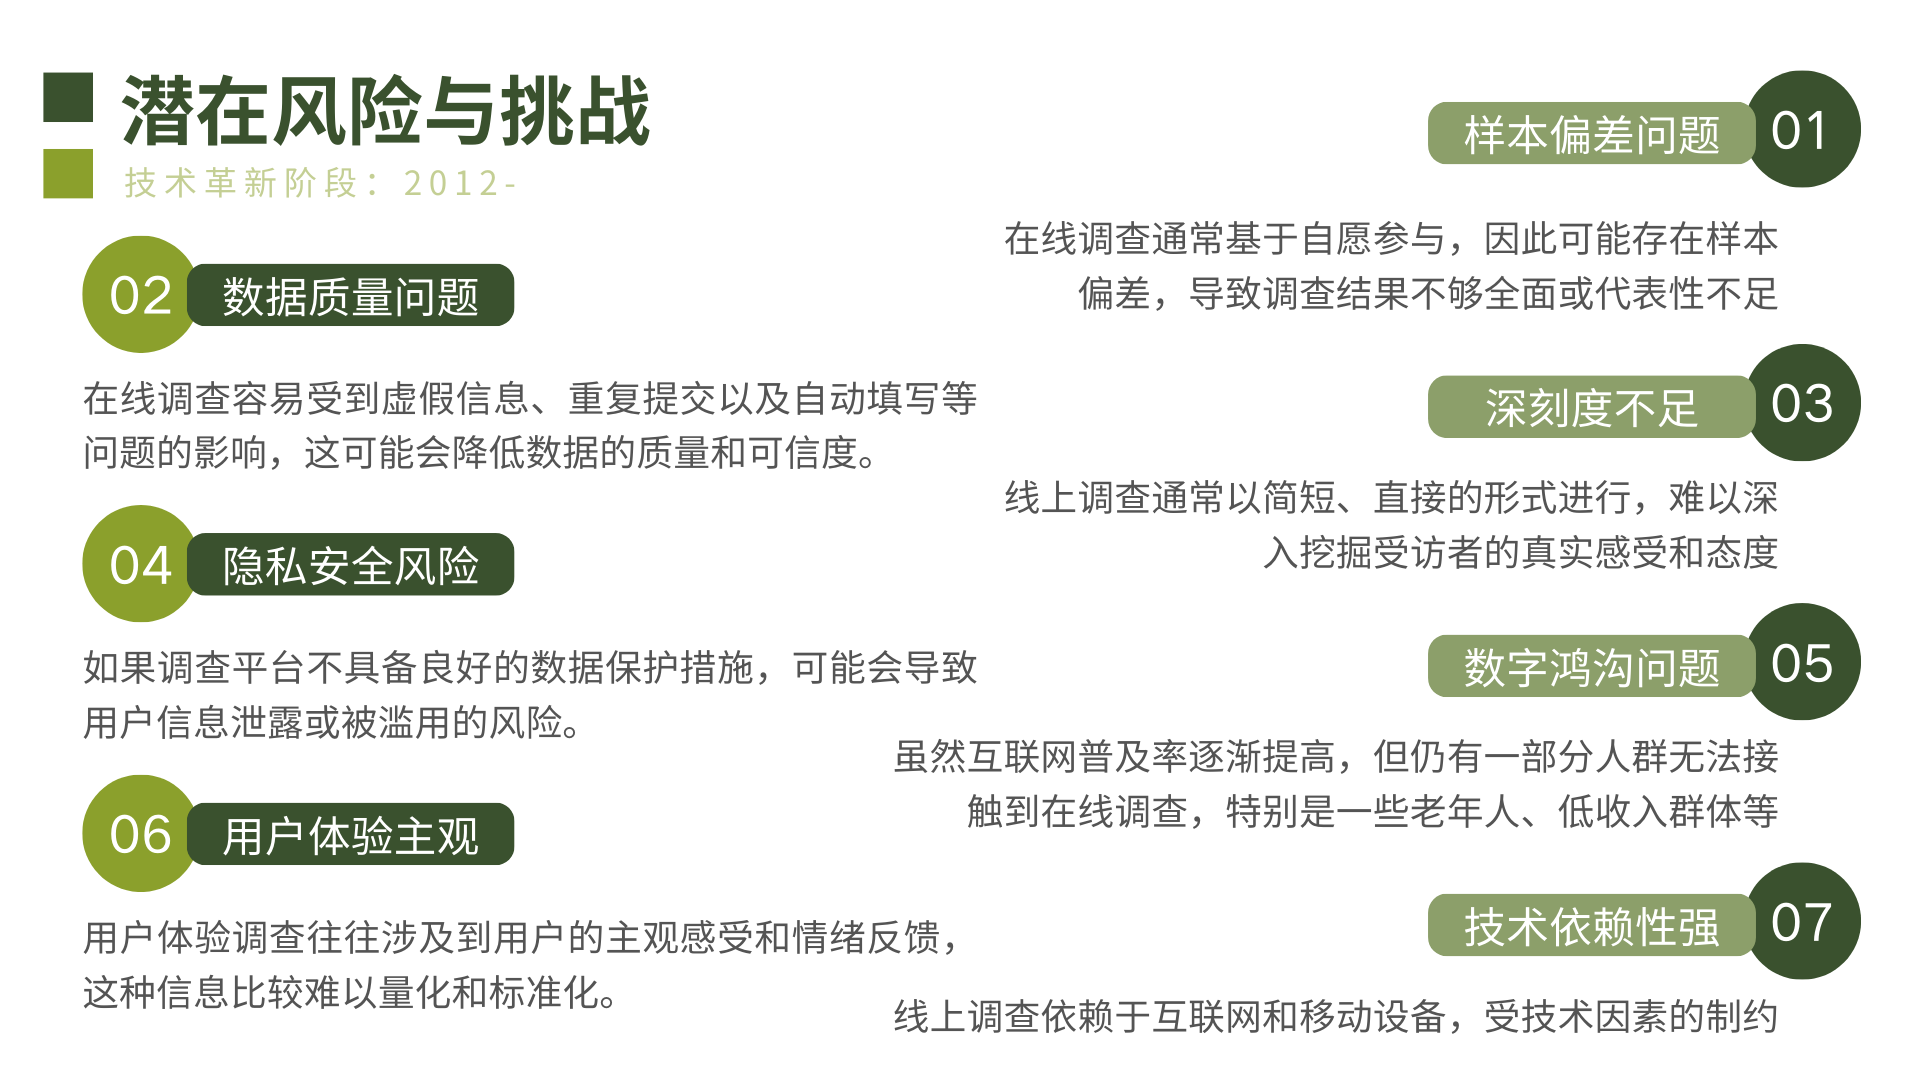 潜在风险与挑战
技术革新阶段：2012-
01
样本偏差问题
在线调查通常基于自愿参与，因此可能存在样本
偏差，导致调查结果不够全面或代表性不足
02
数据质量问题
在线调查容易受到虚假信息、重复提交以及自动填写等
问题的影响，这可能会降低数据的质量和可信度。
03
深刻度不足
线上调查通常以简短、直接的形式进行，难以深
入挖掘受访者的真实感受和态度
04
隐私安全风险
如果调查平台不具备良好的数据保护措施，可能会导致
用户信息泄露或被滥用的风险。
05
数字鸿沟问题
虽然互联网普及率逐渐提高，但仍有一部分人群无法接
触到在线调查，特别是一些老年人、低收入群体等
06
用户体验主观
用户体验调查往往涉及到用户的主观感受和情绪反馈，
这种信息比较难以量化和标准化。
07
技术依赖性强
线上调查依赖于互联网和移动设备，受技术因素的制约